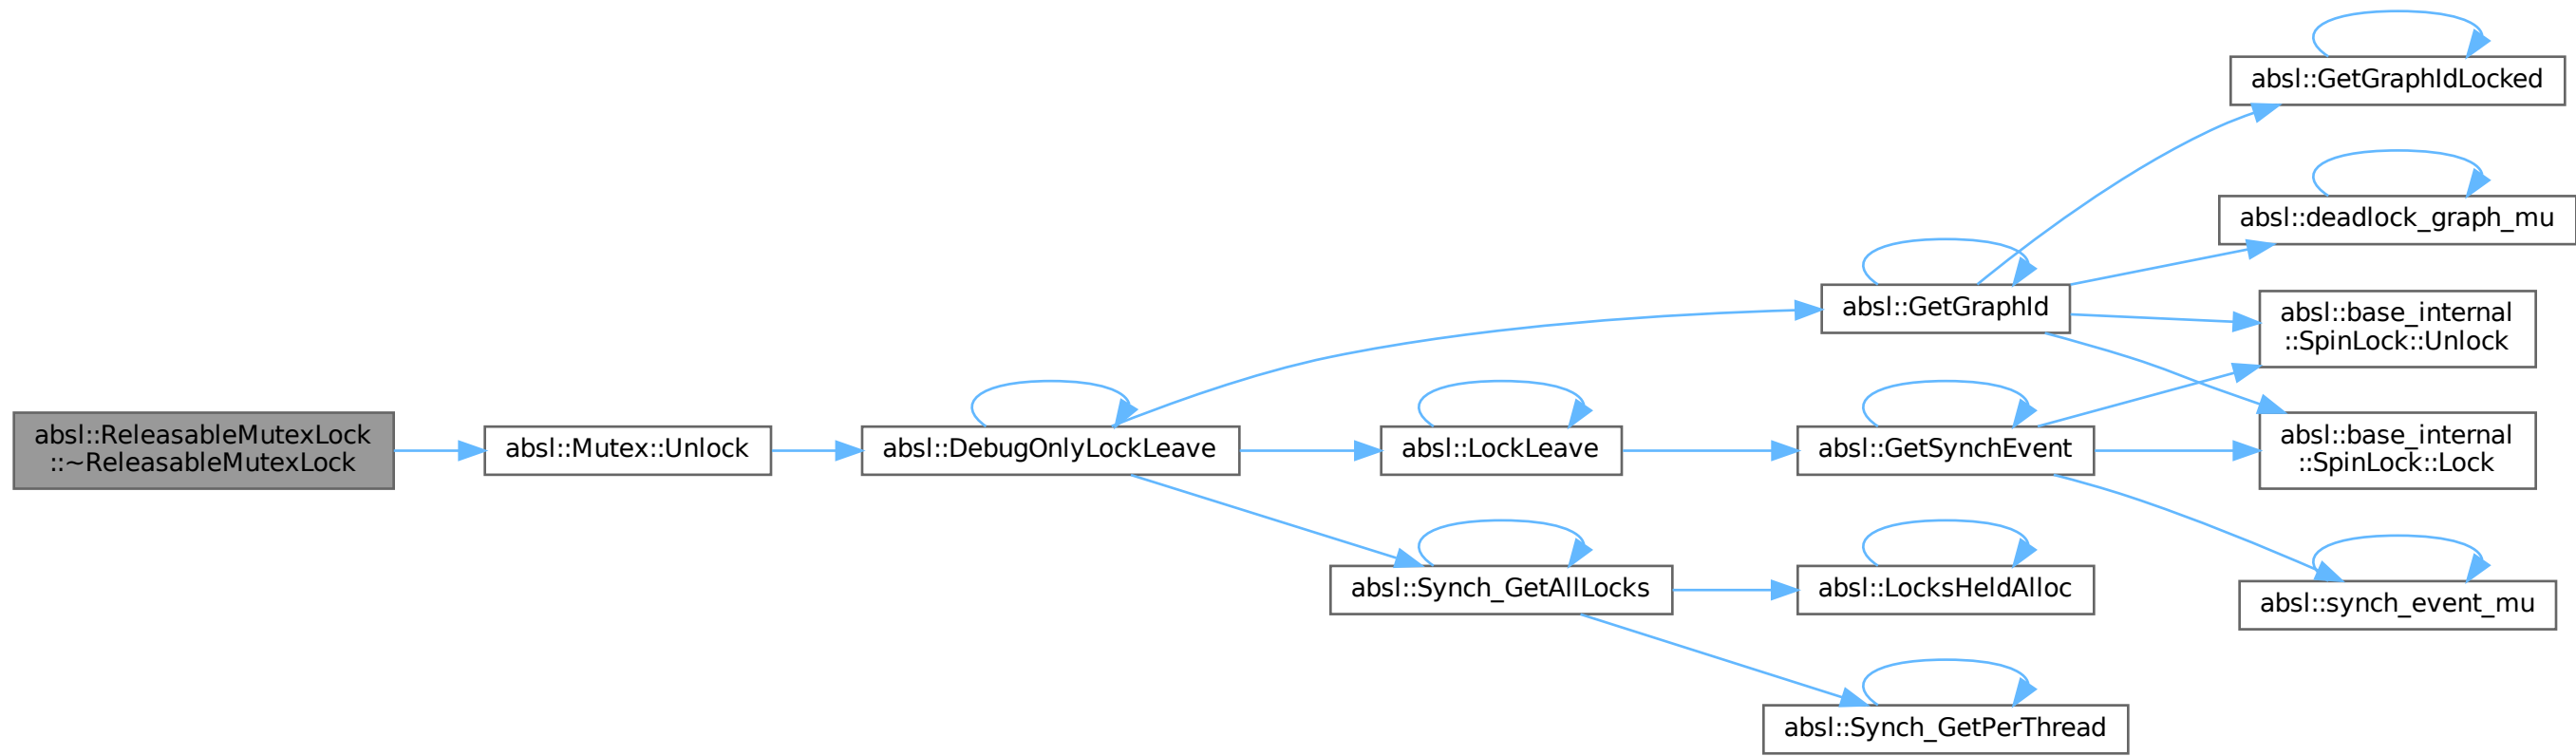 absl::ReleasableMutexLock
::~ReleasableMutexLock
absl::Mutex::Unlock
absl::DebugOnlyLockLeave
absl::GetGraphId
absl::LockLeave
absl::Synch_GetAllLocks
absl::GetSynchEvent
absl::LocksHeldAlloc
absl::Synch_GetPerThread
absl::GetGraphIdLocked
absl::deadlock_graph_mu
absl::base_internal
::SpinLock::Unlock
absl::base_internal
::SpinLock::Lock
absl::synch_event_mu